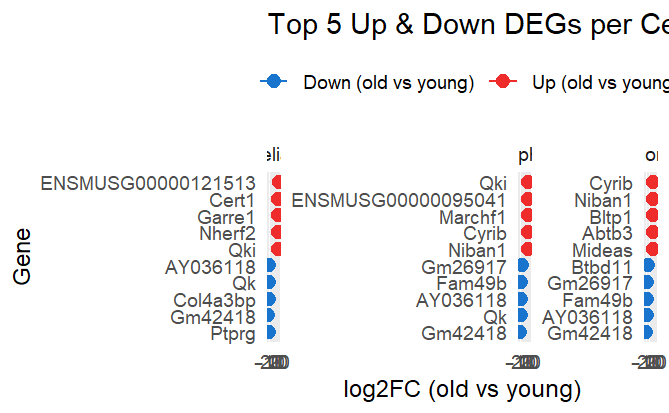 Top 5 Up & Down DEGs per Ce
Down (old vs young) Up (old vs young
eli
pl
or
Gene
ENSMUSG00000121513
Cert1
Garre1
Nherf2
Qki
AY036118
Qk
Col4a3bp
Gm42418
Ptprg
Qki
ENSMUSG00000095041
Marchf1
Cyrib
Niban1
Gm26917
Fam49b
AY036118
Qk
Gm42418
Cyrib
Niban1
Bltp1
Abtb3
Mideas
Btbd11
Gm26917
Fam49b
AY036118
Gm42418
log2FC (old vs young)